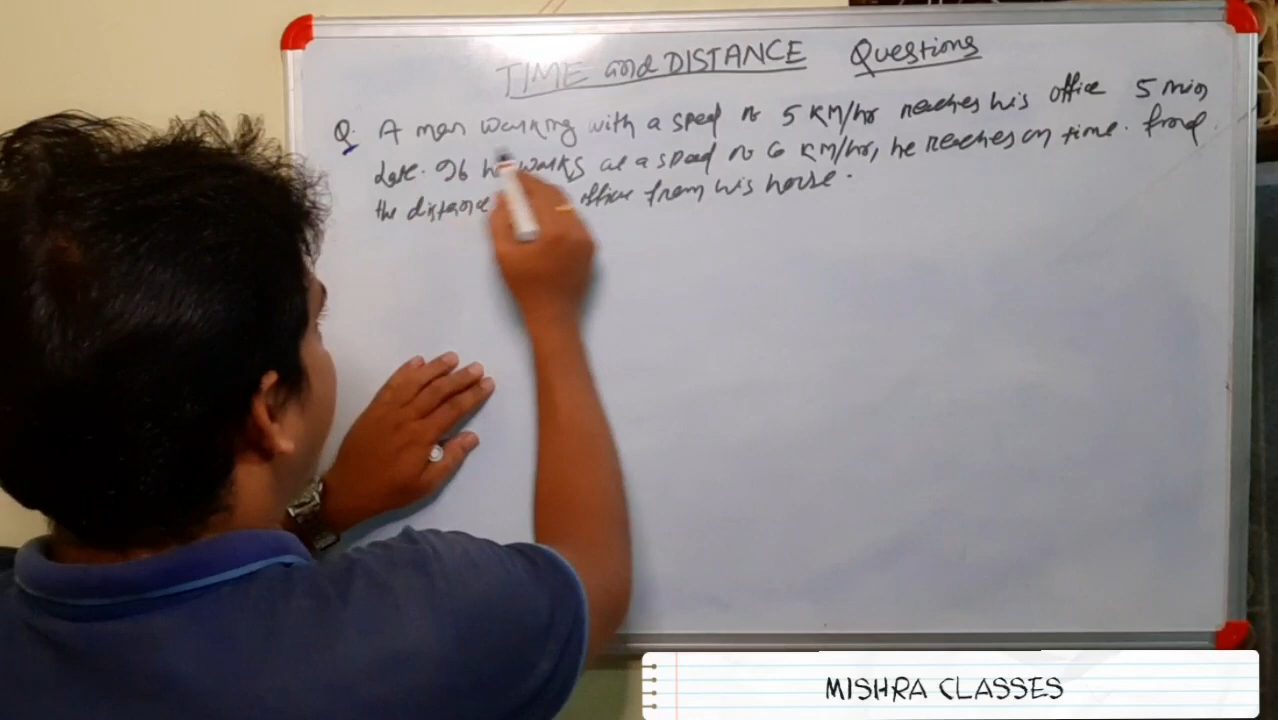 TIME and DISTANCE Questions
Q. A man walking with a speed of 5 KM/hr reaches his office 5 min
late. If he walks at a speed of 6 KM/hr, he reaches on time. find
the distance office from his house.
MISHRA CLASSES